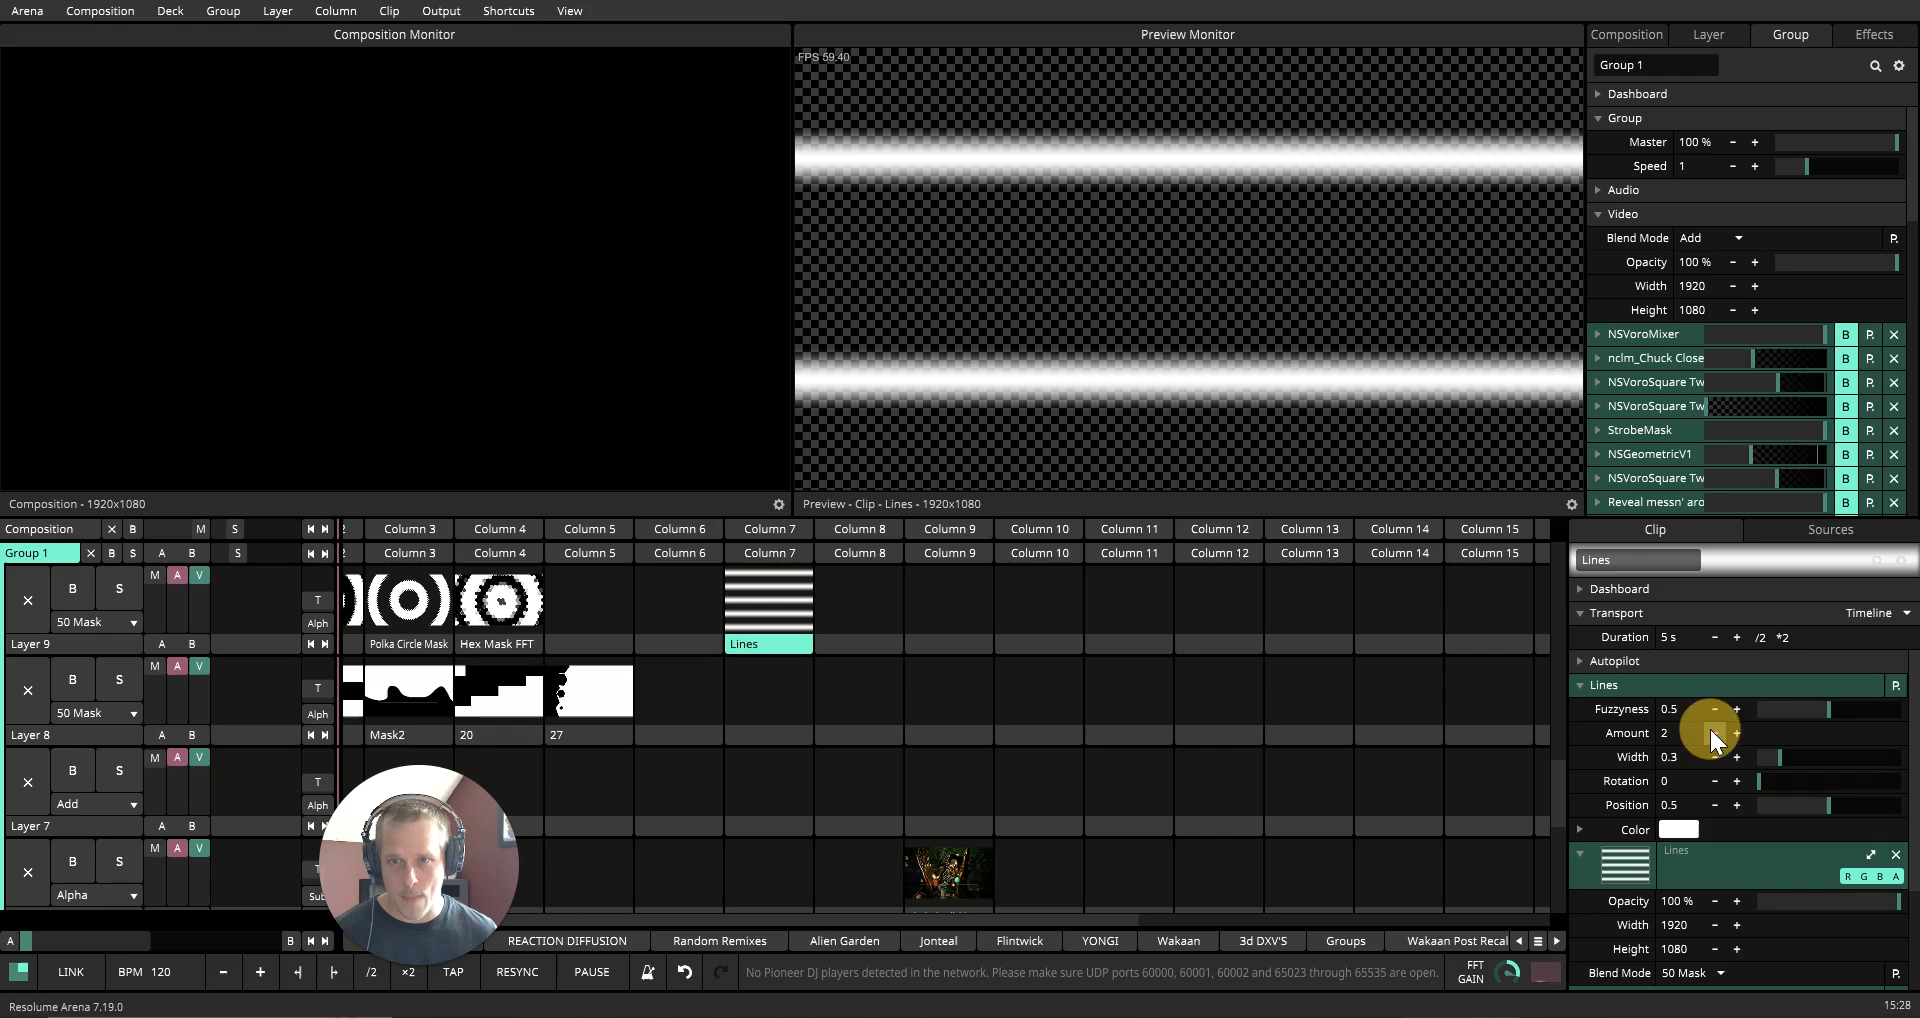 Arena Composition Deck Group Layer Column Clip Output Shortcuts View
Composition Monitor
Preview Monitor
FPS 59.40
Composition - 1920x1080
Preview - Clip - Lines - 1920x1080
Composition Layer Group Effects
Group 1
Dashboard
Group
Master 100 % - +
Speed 1 - +
Audio
Video
Blend Mode Add P.
Opacity 100 % - +
Width 1920 - +
Height 1080 - +
NSVoroMixer B P. X
nclm_Chuck Close B P. X
NSVoroSquare Tw B P. X
NSVoroSquare Tw B P. X
StrobeMask B P. X
NSGeometricV1 B P. X
NSVoroSquare Tw B P. X
Reveal messn' aro B P. X
Composition X B M S 2 Column 3 Column 4 Column 5 Column 6 Column 7 Column 8 Column 9 Column 10 Column 11 Column 12 Column 13 Column 14 Column 15
Group 1 X B S A B S 2 Column 3 Column 4 Column 5 Column 6 Column 7 Column 8 Column 9 Column 10 Column 11 Column 12 Column 13 Column 14 Column 15
X B S M A V T
50 Mask Alph
Layer 9 A B Polka Circle Mask Hex Mask FFT Lines
X B S M A V T
50 Mask Alph
Layer 8 A B Mask2 20 27
X B S M A V T
Add Alph
Layer 7 A B
X B S M A V
Alpha Sub
A B REACTION DIFFUSION Random Remixes Alien Garden Jonteal Flintwick YONGI Wakaan 3d DXV'S Groups Wakaan Post Recal
LINK BPM 120 - + /2 ×2 TAP RESYNC PAUSE No Pioneer DJ players detected in the network. Please make sure UDP ports 60000, 60001, 60002 and 65023 through 65535 are open. FFT GAIN
Clip Sources
Lines
Dashboard
Transport Timeline
Duration 5 s - + /2 *2
Autopilot
Lines P.
Fuzzyness 0.5 - +
Amount 2 - +
Width 0.3 - +
Rotation 0 - +
Position 0.5 - +
Color
Lines
R G B A
Opacity 100 % - +
Width 1920 - +
Height 1080 - +
Blend Mode 50 Mask P.
Resolume Arena 7.19.0
15:28